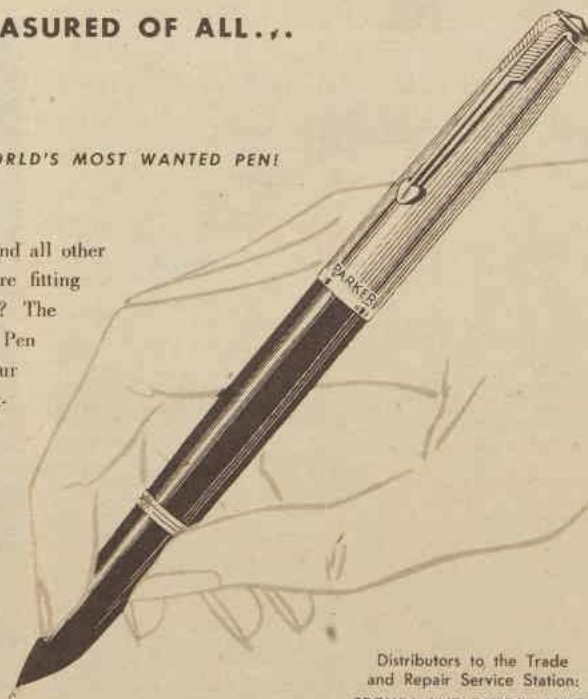 ASURED OF ALL...
ORLD'S MOST WANTED PEN!
nd all other
re fitting
? The
Pen
ur
-
PARKER
Distributors to the Trade
and Repair Service Station: